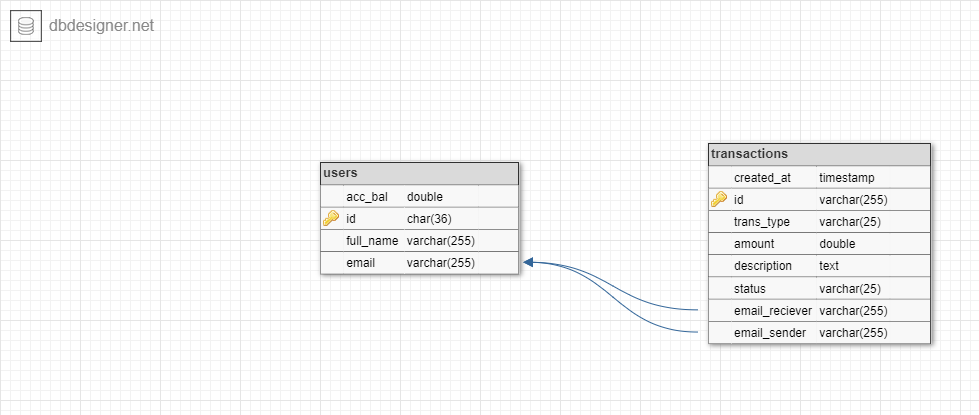 dbdesigner.net
users
acc_bal double
id char(36)
full_name varchar(255)
email varchar(255)
transactions
created_at timestamp
id varchar(255)
trans_type varchar(25)
amount double
description text
status varchar(25)
email_reciever varchar(255)
email_sender varchar(255)